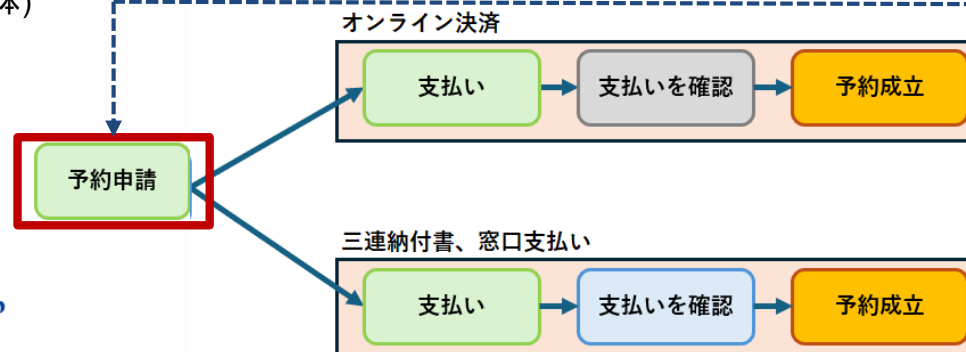 本）
オンライン決済
支払い
支払いを確認
予約成立
予約申請
三連納付書、窓口支払い
支払い
支払いを確認
予約成立